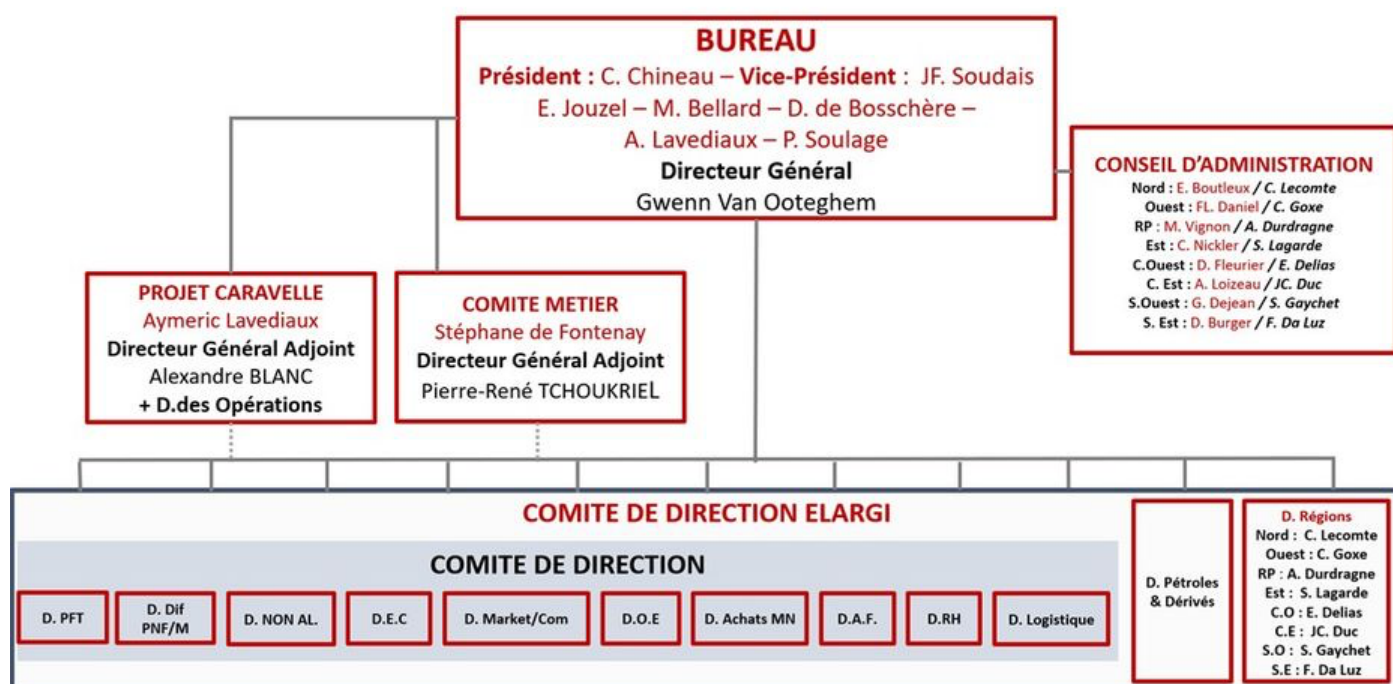 BUREAU
Président : C. Chineau – Vice-Président : JF. Soudais
E. Jouzel – M. Bellard – D. de Bosschère –
A. Lavediaux – P. Soulage
Directeur Général
Gwenn Van Ooteghem
CONSEIL D'ADMINISTRATION
Nord : E. Boutleux / C. Lecomte
Ouest : FL. Daniel / C. Goxe
RP : M. Vignon / A. Durdragne
Est : C. Nickler / S. Lagarde
C.Ouest : D. Fleurier / E. Delias
C. Est : A. Loizeau / JC. Duc
S.Ouest : G. Dejean / S. Gaychet
S. Est : D. Burger / F. Da Luz
PROJET CARAVELLE
Aymeric Lavediaux
Directeur Général Adjoint
Alexandre BLANC
+ D.des Opérations
COMITE METIER
Stéphane de Fontenay
Directeur Général Adjoint
Pierre-René TCHOUKRIEL
COMITE DE DIRECTION ELARGI
COMITE DE DIRECTION
D. PFT
D. Dif
PNF/M
D. NON AL.
D.E.C
D. Market/Com
D.O.E
D. Achats MN
D.A.F.
D.RH
D. Logistique
D. Pétroles
& Dérivés
D. Régions
Nord : C. Lecomte
Ouest : C. Goxe
RP : A. Durdragne
Est : S. Lagarde
C.O : E. Delias
C.E : JC. Duc
S.O : S. Gaychet
S.E : F. Da Luz